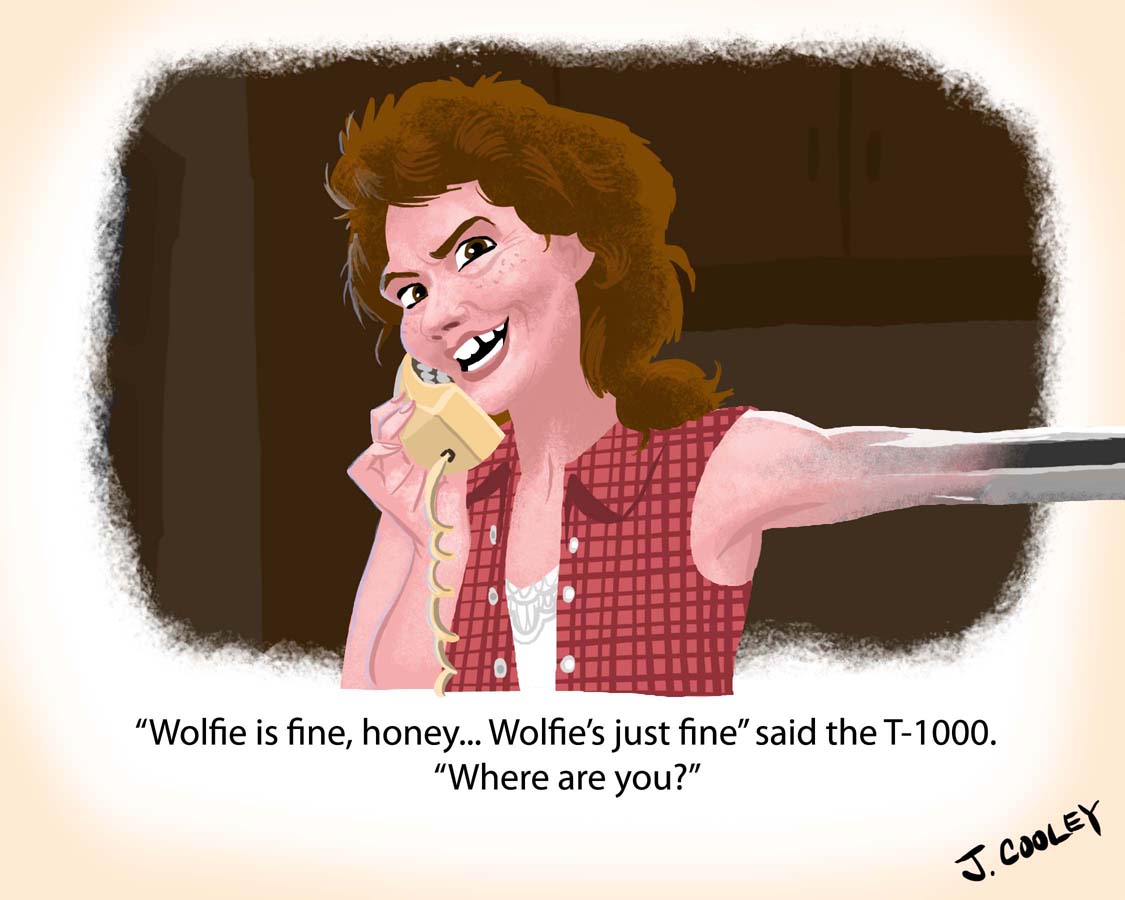 “Wolfie is fine, honey... Wolfie’s just fine” said the T-1000.
“Where are you?”
J. COOLEY